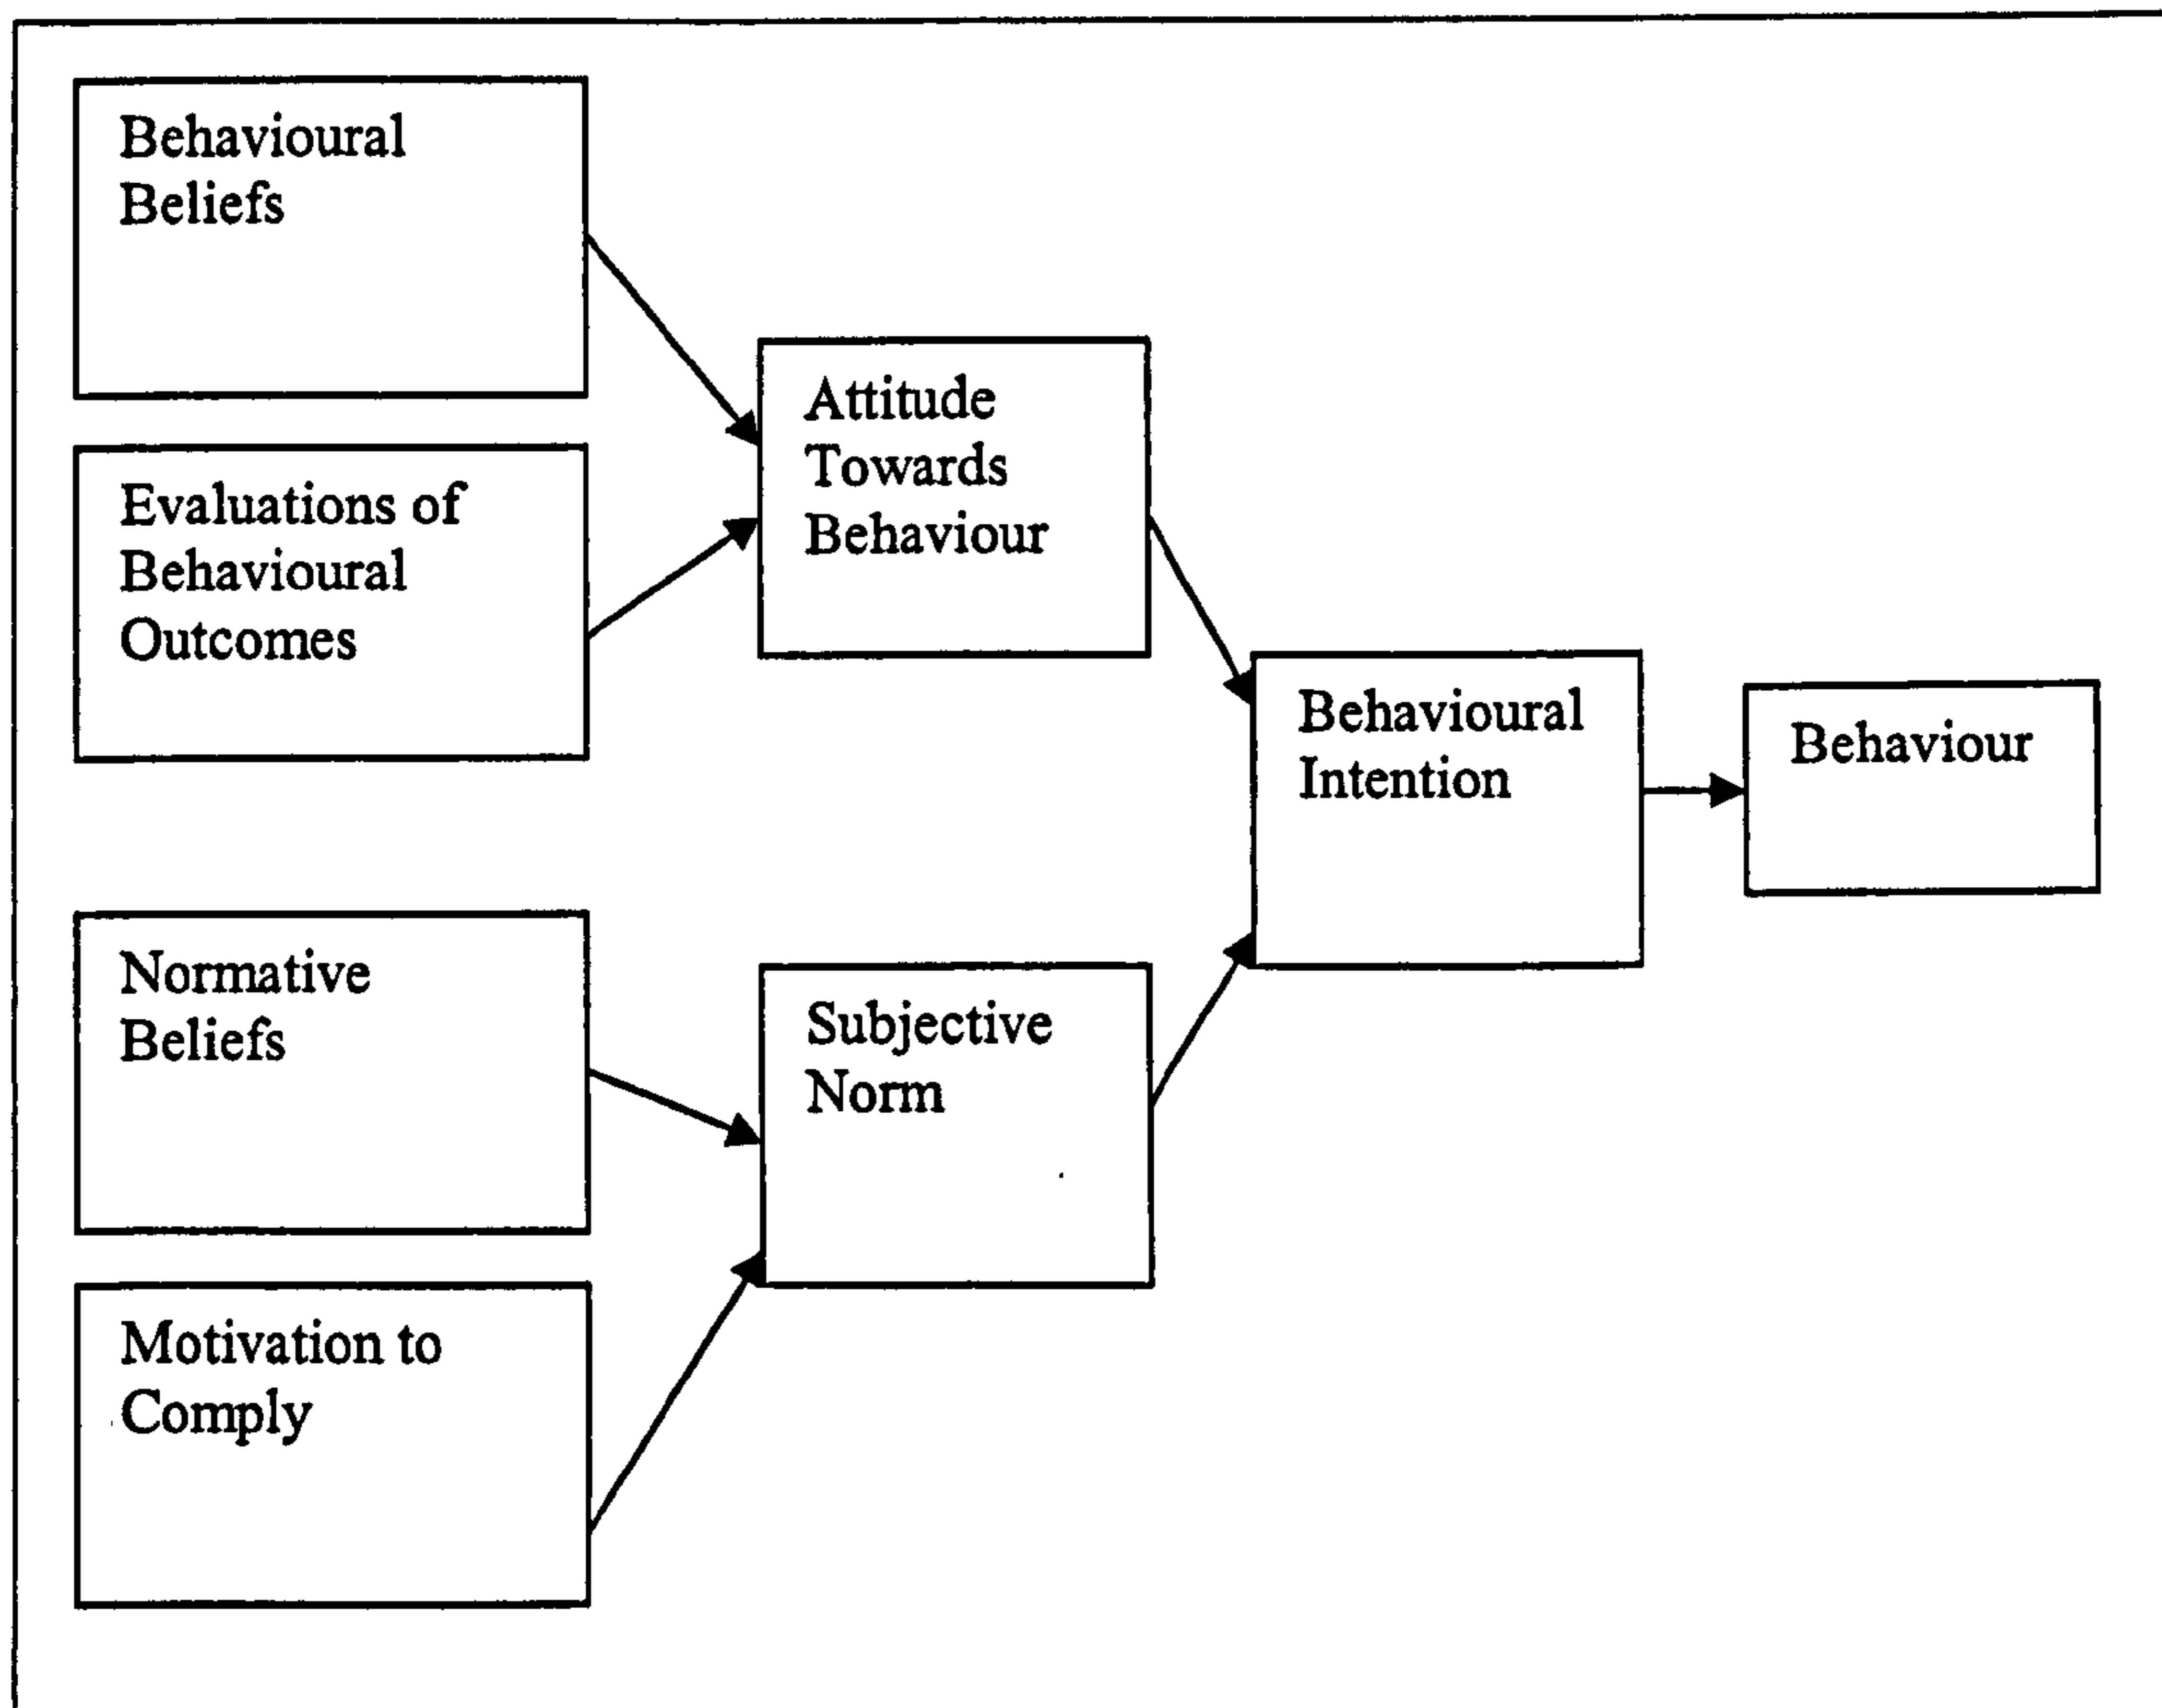 Behavioural
Beliefs
Evaluations of
Behavioural
Outcomes
Attitude
Towards
Behaviour
Behavioural
Intention
Behaviour
Normative
Beliefs
Subjective
Norm
Motivation to
Comply